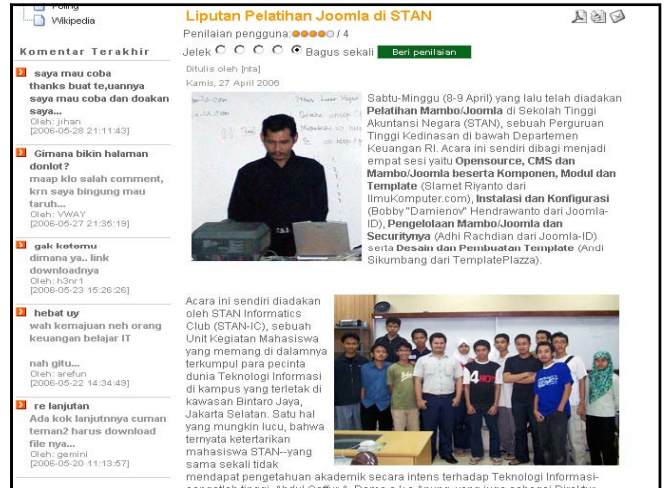 Poling
Wikipedia
Komentar Terakhir
saya mau coba
thanks buat te,uannya
saya mau coba dan doakan
saya...
Oleh: jihan
[2006-05-28 21:11:43]
Gimana bikin halaman
donlot?
maap klo salah comment,
krn saya bingung mau
taruh...
Oleh: VWAY
[2006-05-27 21:35:19]
gak ketemu
dimana ya.. link
downloadnya
Oleh: h3nr1
[2006-05-23 15:26:26]
hebat uy
wah kemajuan neh orang
keuangan belajar IT
nah gitu...
Oleh: arefun
[2006-05-22 14:34:49]
re lanjutan
Ada kok lanjutnnya cuman
teman2 harus download
file nya...
Oleh: gemini
[2006-05-20 11:13:57]
Liputan Pelatihan Joomla di STAN
Penilaian pengguna: / 4
Jelek Bagus sekali Beri penilaian
Ditulis oleh [nta]
Kamis, 27 April 2006
Sabtu-Minggu (8-9 April) yang lalu telah diadakan
Pelatihan Mambo/Joomla di Sekolah Tinggi
Akuntansi Negara (STAN), sebuah Perguruan
Tinggi Kedinasan di bawah Departemen
Keuangan RI. Acara ini sendiri dibagi menjadi
empat sesi yaitu Opensource, CMS dan
Mambo/Joomla beserta Komponen, Modul dan
Template (Slamet Riyanto dari
IlmuKomputer.com), Instalasi dan Konfigurasi
(Bobby "Damienov" Hendrawanto dari Joomla-
ID), Pengelolaan Mambo/Joomla dan
Securitynya (Adhi Rachdian dari Joomla-ID)
serta Desain dan Pembuatan Template (Andi
Sikumbang dari TemplatePlazza).
Acara ini sendiri diadakan
oleh STAN Informatics
Club (STAN-IC), sebuah
Unit Kegiatan Mahasiswa
yang memang di dalamnya
terkumpul para pecinta
dunia Teknologi Informasi
di kampus yang terletak di
kawasan Bintaro Jaya,
Jakarta Selatan. Satu hal
yang mungkin lucu, bahwa
ternyata ketertarikan
mahasiswa STAN--yang
sama sekali tidak
mendapat pengetahuan akademik secara intens terhadap Teknologi Informasi-